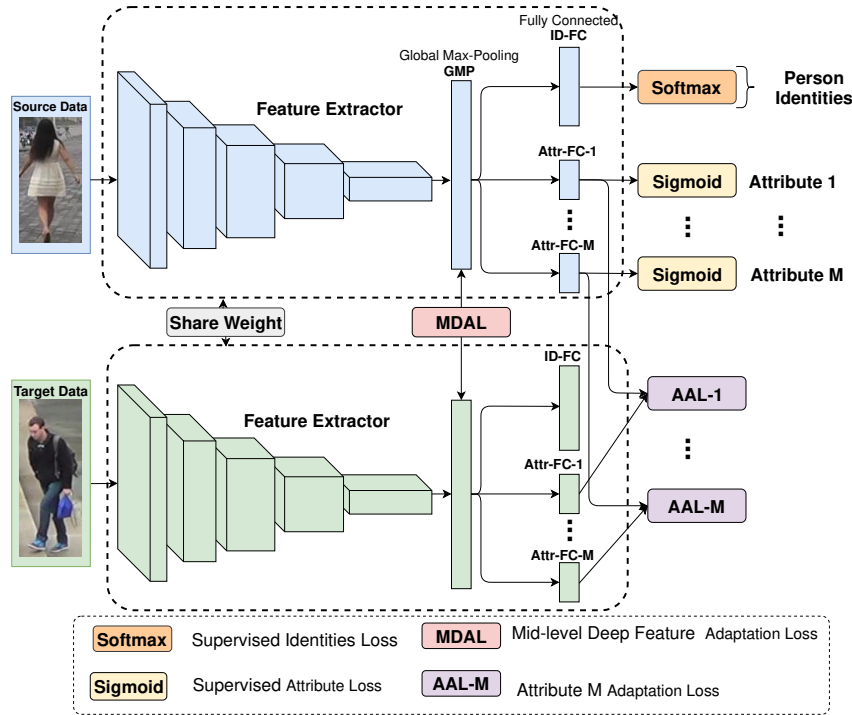 Fully Connected
ID-FC
Global Max-Pooling
GMP
Source Data
Feature Extractor
Softmax
Person
Identities
Attr-FC-1
Sigmoid
Attribute 1
Attr-FC-M
Sigmoid
Attribute M
Share Weight
MDAL
ID-FC
Target Data
Feature Extractor
AAL-1
Attr-FC-1
AAL-M
Attr-FC-M
Softmax
Supervised Identities Loss
MDAL
Mid-level Deep Feature Adaptation Loss
Sigmoid
Supervised Attribute Loss
AAL-M
Attribute M Adaptation Loss